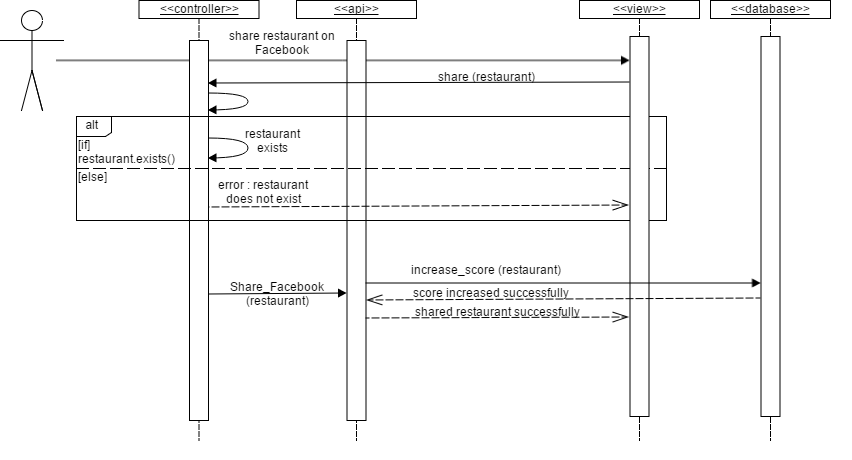 <<controller>>
<<api>>
<<view>>
<<database>>
share restaurant on
Facebook
share (restaurant)
alt
[if]
restaurant.exists()
restaurant
exists
[else]
error : restaurant
does not exist
increase_score (restaurant)
Share_Facebook
(restaurant)
score increased successfully
shared restaurant successfully